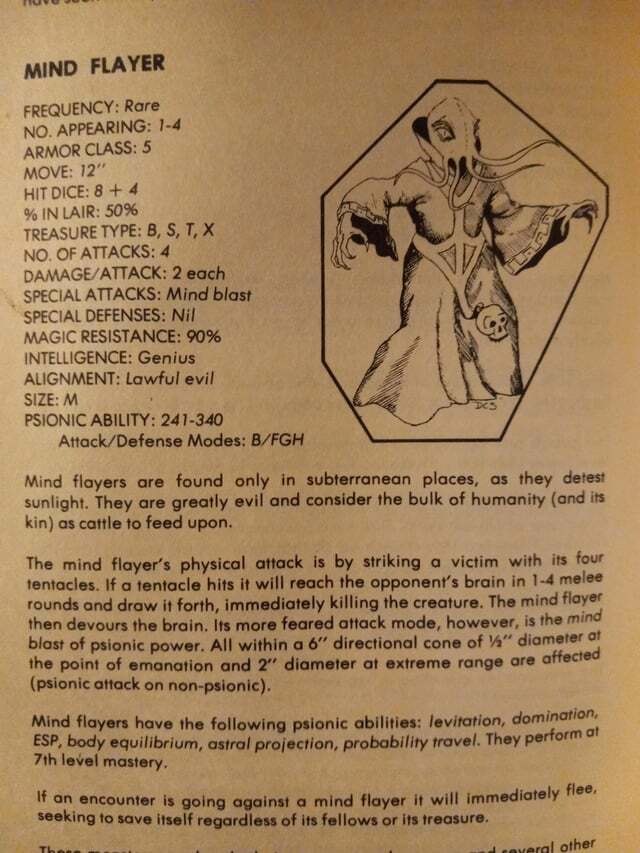 MIND FLAYER
FREQUENCY: Rare
NO. APPEARING: 1-4
ARMOR CLASS: 5
MOVE: 12"
HIT DICE: 8 + 4
% IN LAIR: 50%
TREASURE TYPE: B, S, T, X
NO. OF ATTACKS: 4
DAMAGE/ATTACK: 2 each
SPECIAL ATTACKS: Mind blast
SPECIAL DEFENSES: Nil
MAGIC RESISTANCE: 90%
INTELLIGENCE: Genius
ALIGNMENT: Lawful evil
SIZE: M
PSIONIC ABILITY: 241-340
Attack/Defense Modes: B/FGH
DCS
Mind flayers are found only in subterranean places, as they detest
sunlight. They are greatly evil and consider the bulk of humanity (and its
kin) as cattle to feed upon.
The mind flayer's physical attack is by striking a victim with its four
tentacles. If a tentacle hits it will reach the opponent's brain in 1-4 melee
rounds and draw it forth, immediately killing the creature. The mind flayer
then devours the brain. Its more feared attack mode, however, is the mind
blast of psionic power. All within a 6" directional cone of ½" diameter at
the point of emanation and 2" diameter at extreme range are affected
(psionic attack on non-psionic).
Mind flayers have the following psionic abilities: levitation, domination,
ESP, body equilibrium, astral projection, probability travel. They perform at
7th level mastery.
If an encounter is going against a mind flayer it will immediately flee,
seeking to save itself regardless of its fellows or its treasure.
several other